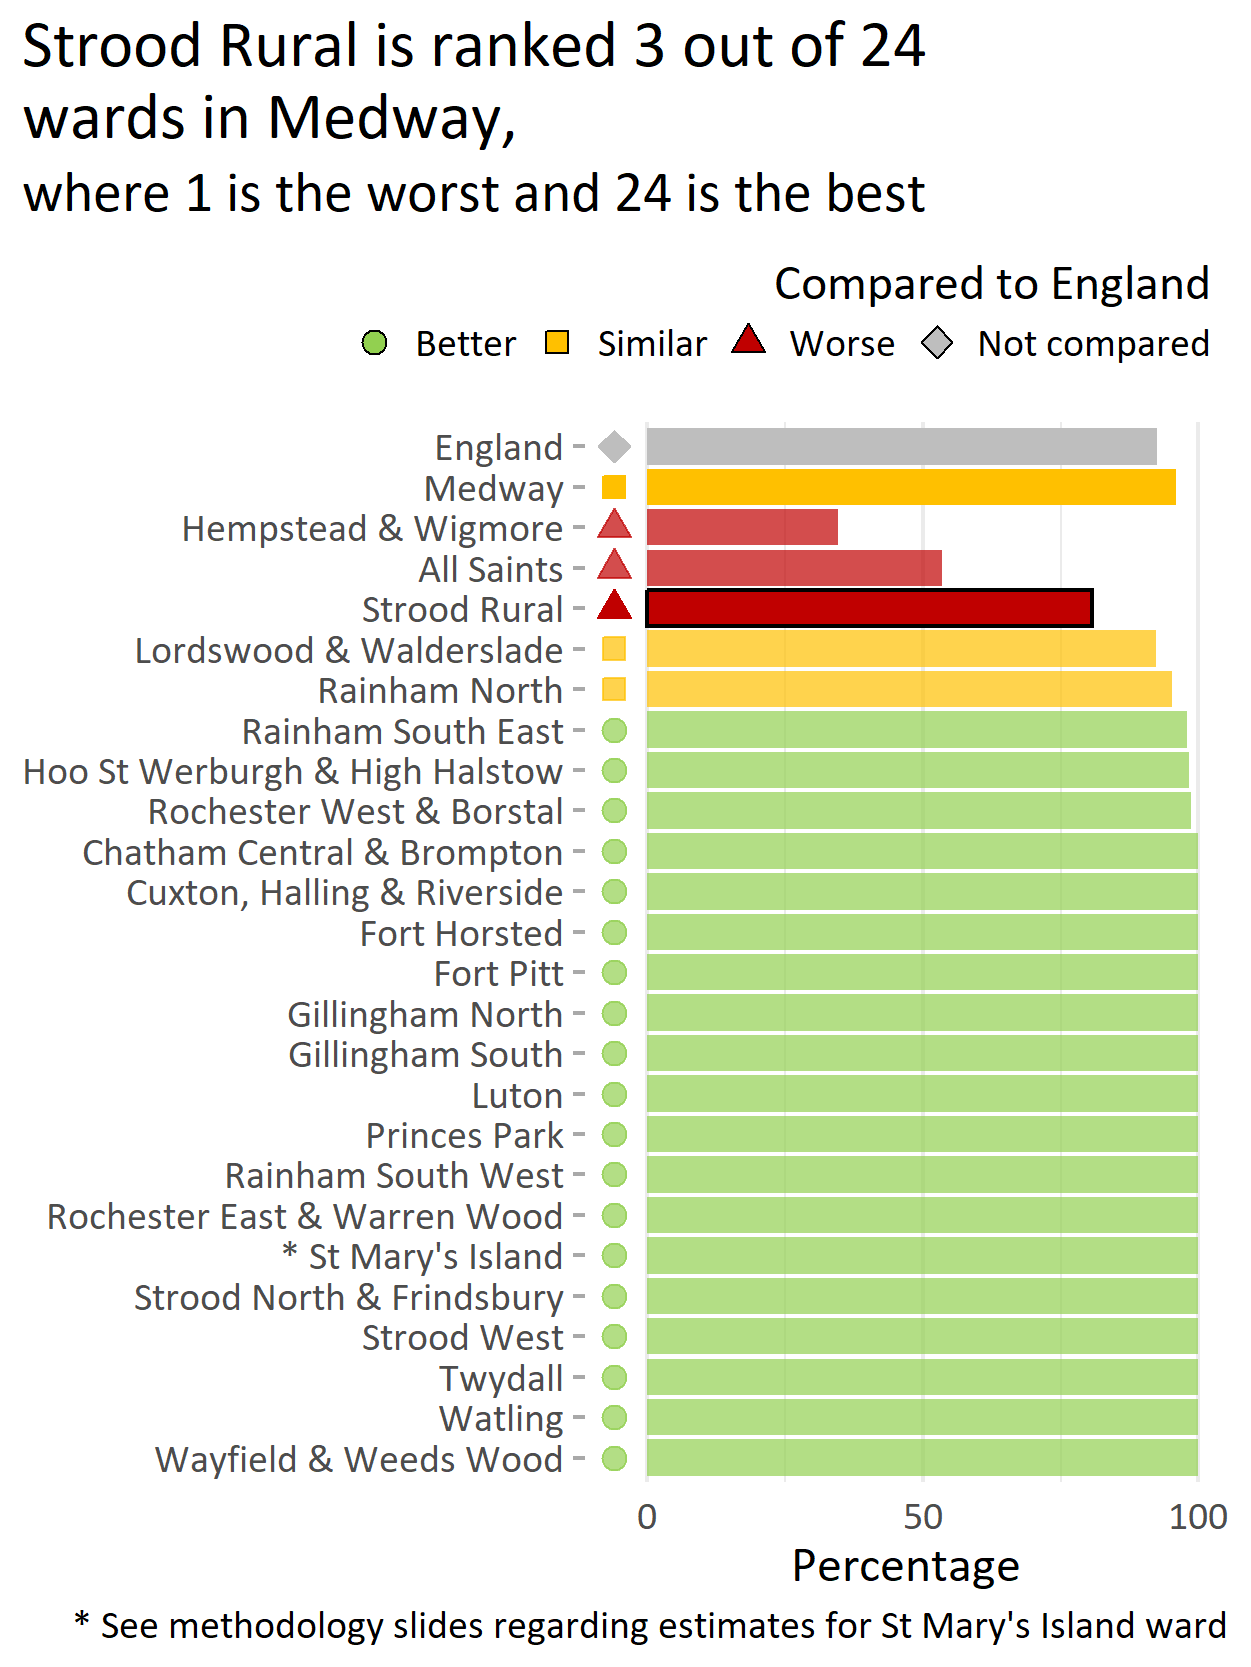 Strood Rural is ranked 3 out of 24
wards in Medway,
where 1 is the worst and 24 is the best
Compared to England
Better Similar Worse Not compared
England
Medway
Hempstead & Wigmore
All Saints
Strood Rural
Lordswood & Walderslade
Rainham North
Rainham South East
Hoo St Werburgh & High Halstow
Rochester West & Borstal
Chatham Central & Brompton
Cuxton, Halling & Riverside
Fort Horsted
Fort Pitt
Gillingham North
Gillingham South
Luton
Princes Park
Rainham South West
Rochester East & Warren Wood
* St Mary's Island
Strood North & Frindsbury
Strood West
Twydall
Watling
Wayfield & Weeds Wood
0 50 100
Percentage
* See methodology slides regarding estimates for St Mary's Island ward